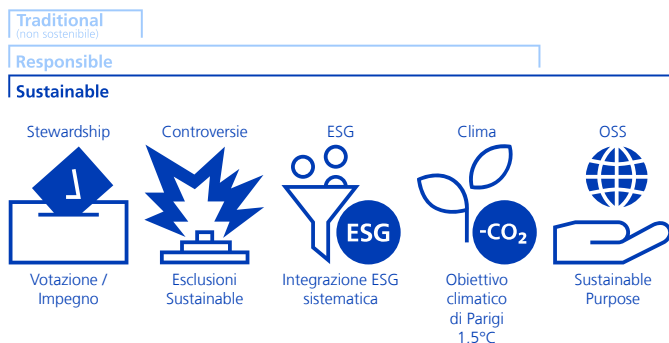 Traditional
(non sostenibile)
Responsible
Sustainable
Stewardship
Controversie
ESG
Clima
OSS
ESG
-CO₂
Votazione /
Impegno
Esclusioni
Sustainable
Integrazione ESG
sistematica
Obiettivo
climatico
di Parigi
1,5°C
Sustainable
Purpose